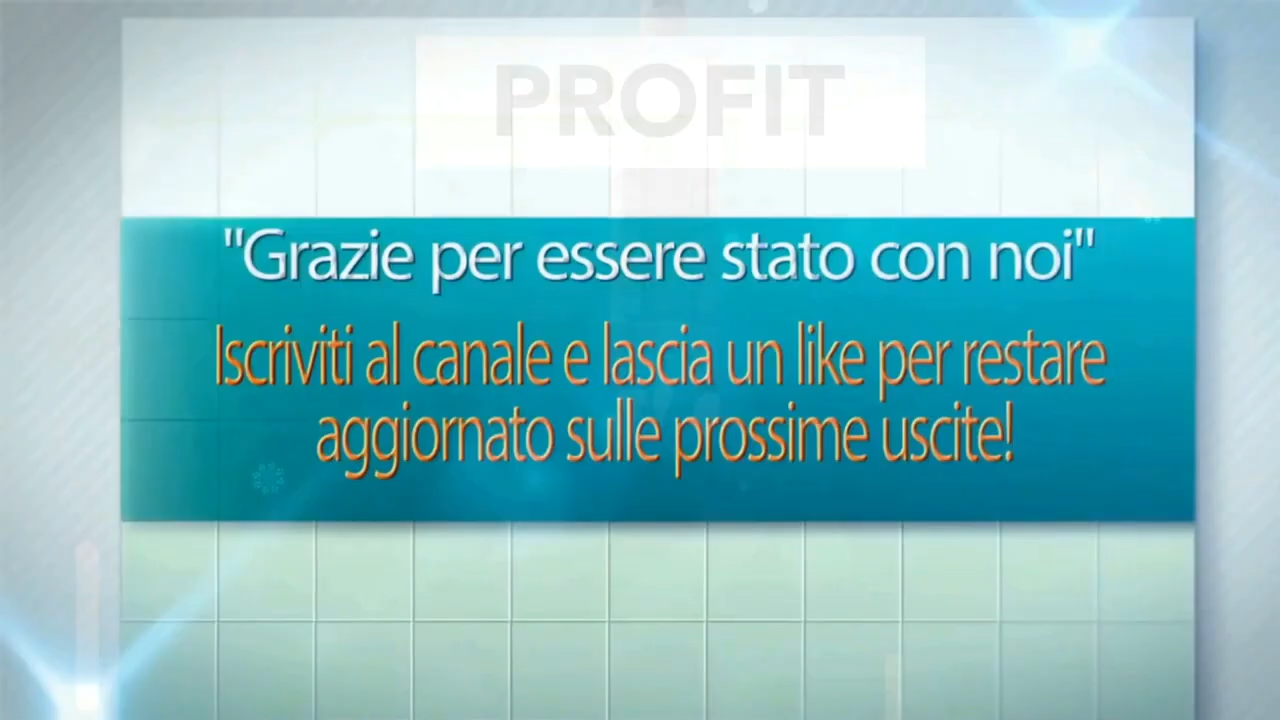 PROFIT
"Grazie per essere stato con noi"
Iscriviti al canale e lascia un like per restare
aggiornato sulle prossime uscite!